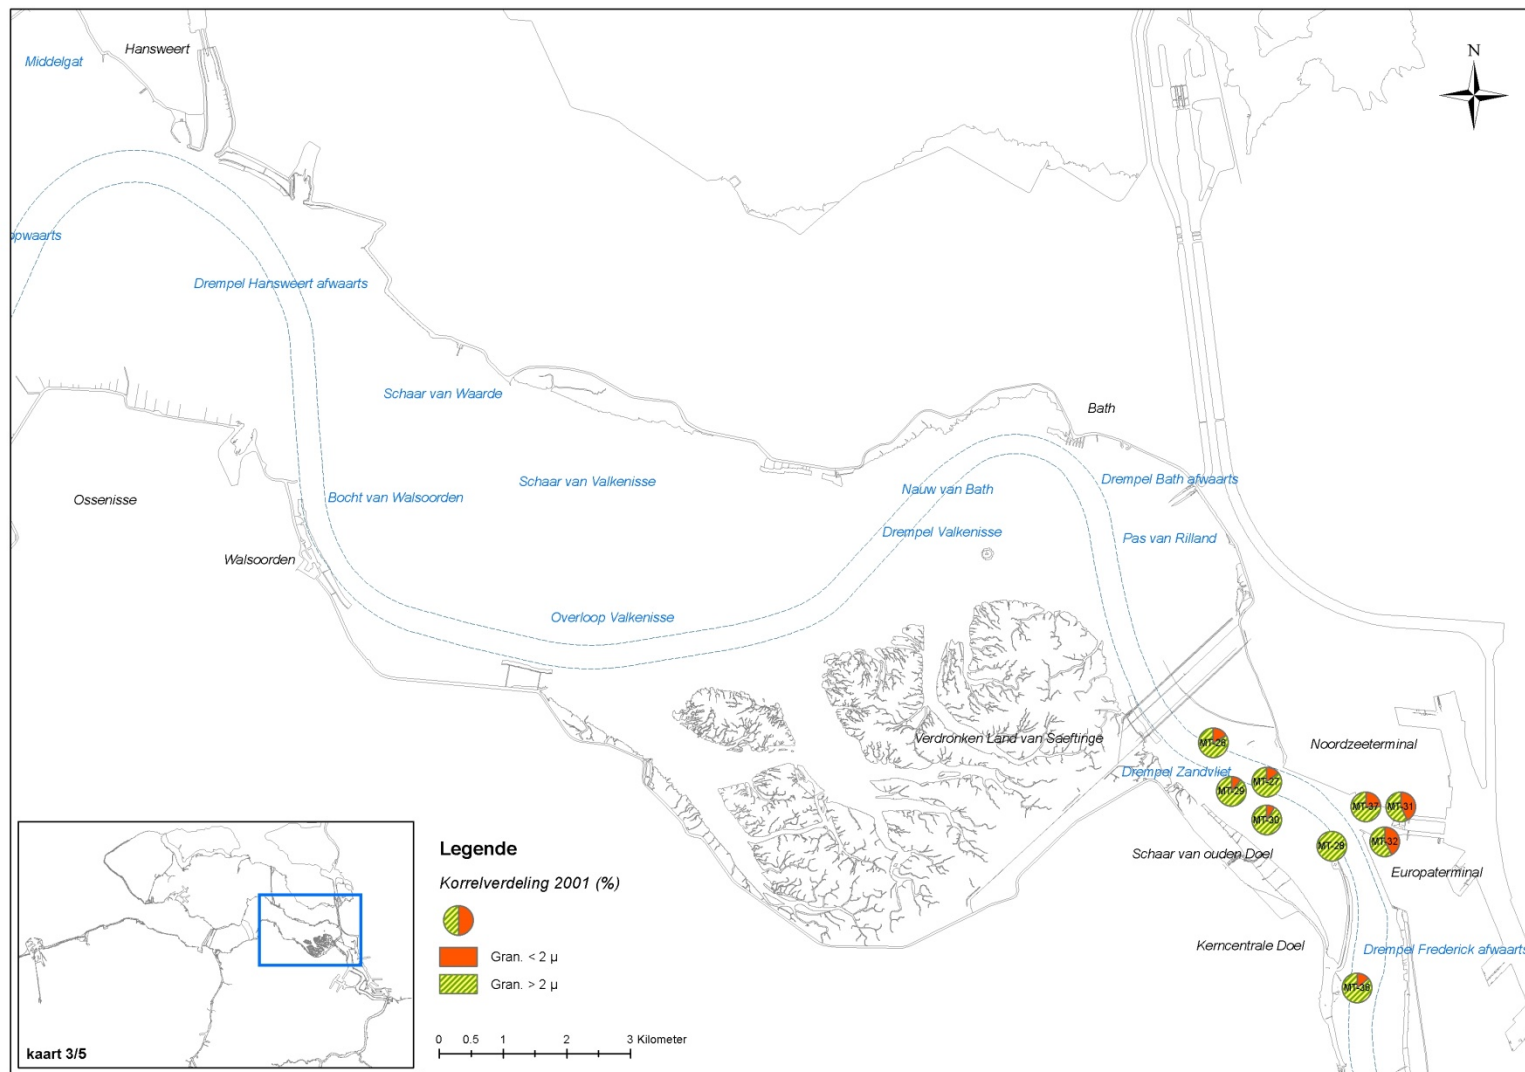 Hansweert
Middelgat
N
opwaarts
Drempel Hansweert afwaarts
Schaar van Waarde
Bath
Schaar van Valkenisse
Nauw van Bath
Drempel Bath afwaarts
Ossenisse
Bocht van Walsoorden
Drempel Valkenisse
Pas van Rilland
Walsoorden
Overloop Valkenisse
Verdronken Land van Saeftinge
Noordzeeterminal
Drempel Zandvliet
MT-27
MT-29
MT-37
MT-31
MT-30
MT-32
Schaar van ouden Doel
Europaterminal
Kerncentrale Doel
Drempel Frederick afwaarts
Legende
Korrelverdeling 2001 (%)
Gran. < 2 µ
Gran. > 2 µ
0 0.5 1 2 3 Kilometer
kaart 3/5